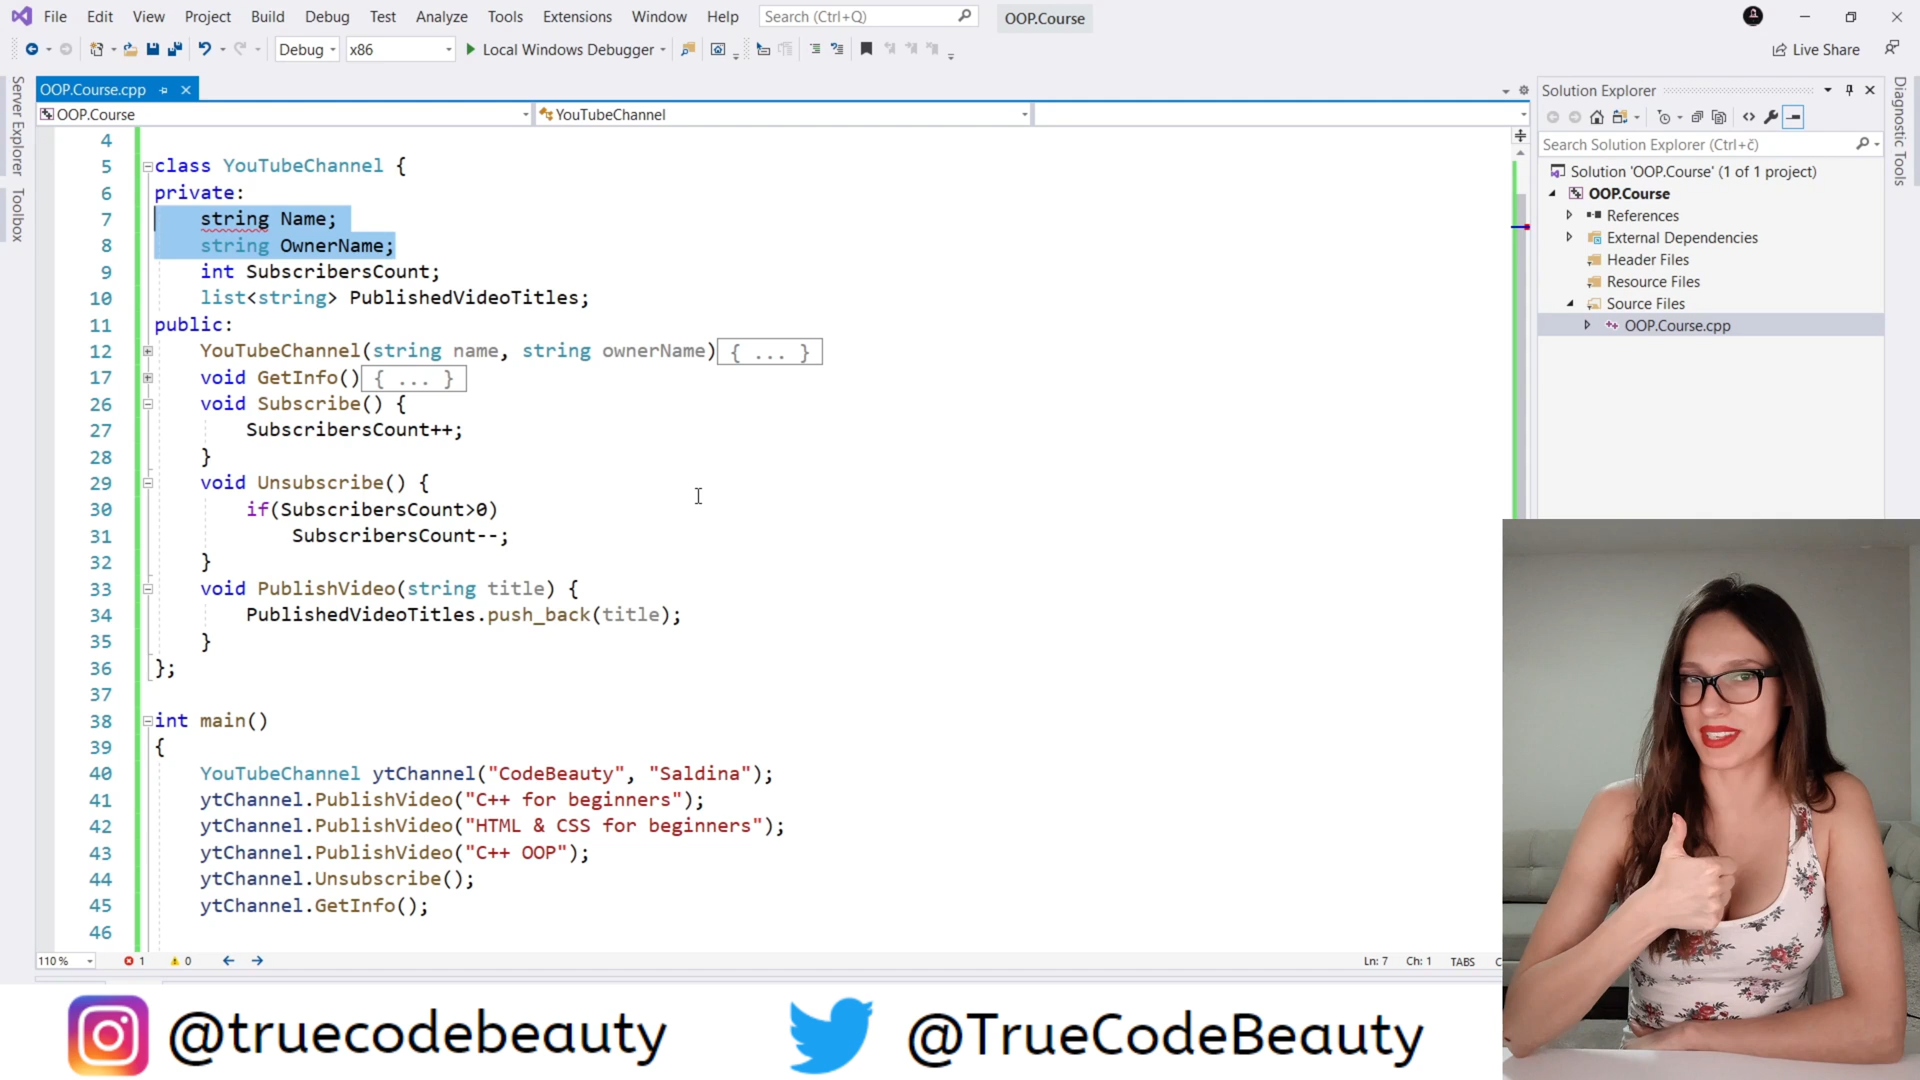 File Edit View Project Build Debug Test Analyze Tools Extensions Window Help Search (Ctrl+Q) OOP.Course
Debug x86 Local Windows Debugger Live Share
Server Explorer
Toolbox
OOP.Course.cpp
OOP.Course YouTubeChannel
4
5 class YouTubeChannel {
6 private:
7 string Name;
8 string OwnerName;
9 int SubscribersCount;
10 list<string> PublishedVideoTitles;
11 public:
12 YouTubeChannel(string name, string ownerName){ ... }
17 void GetInfo(){ ... }
26 void Subscribe() {
27 SubscribersCount++;
28 }
29 void Unsubscribe() {
30 if(SubscribersCount>0)
31 SubscribersCount--;
32 }
33 void PublishVideo(string title) {
34 PublishedVideoTitles.push_back(title);
35 }
36 };
37
38 int main()
39 {
40 YouTubeChannel ytChannel("CodeBeauty", "Saldina");
41 ytChannel.PublishVideo("C++ for beginners");
42 ytChannel.PublishVideo("HTML & CSS for beginners");
43 ytChannel.PublishVideo("C++ OOP");
44 ytChannel.Unsubscribe();
45 ytChannel.GetInfo();
46
110 % 1 0 Ln: 7 Ch: 1 TABS
Solution Explorer
Search Solution Explorer (Ctrl+č)
Solution 'OOP.Course' (1 of 1 project)
OOP.Course
References
External Dependencies
Header Files
Resource Files
Source Files
OOP.Course.cpp
Diagnostic Tools
@truecodebeauty
@TrueCodeBeauty